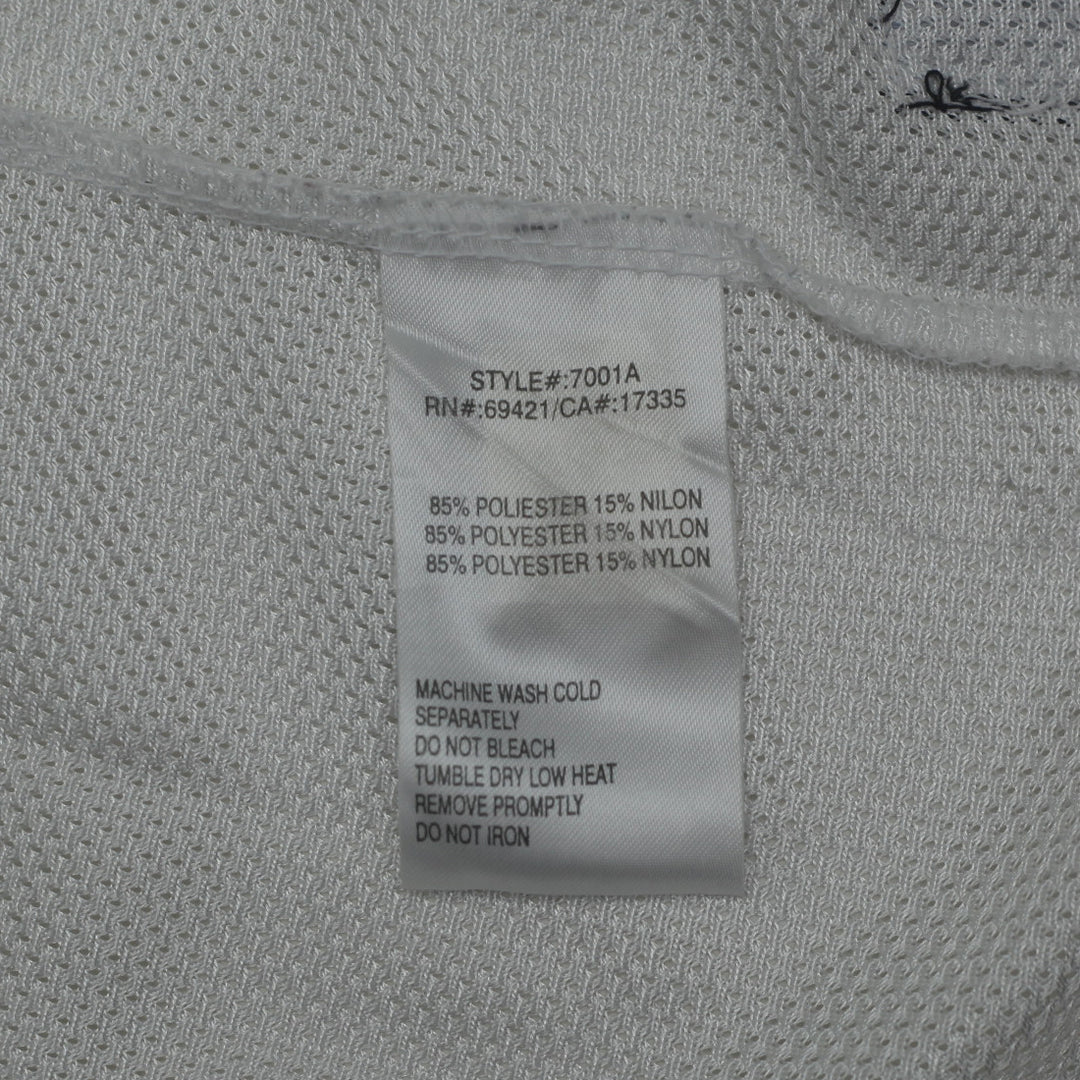 STYLE#:7001A
RN#:69421/CA#:17335
85% POLIESTER 15% NILON
85% POLYESTER 15% NYLON
85% POLYESTER 15% NYLON
MACHINE WASH COLD
SEPARATELY
DO NOT BLEACH
TUMBLE DRY LOW HEAT
REMOVE PROMPTLY
DO NOT IRON